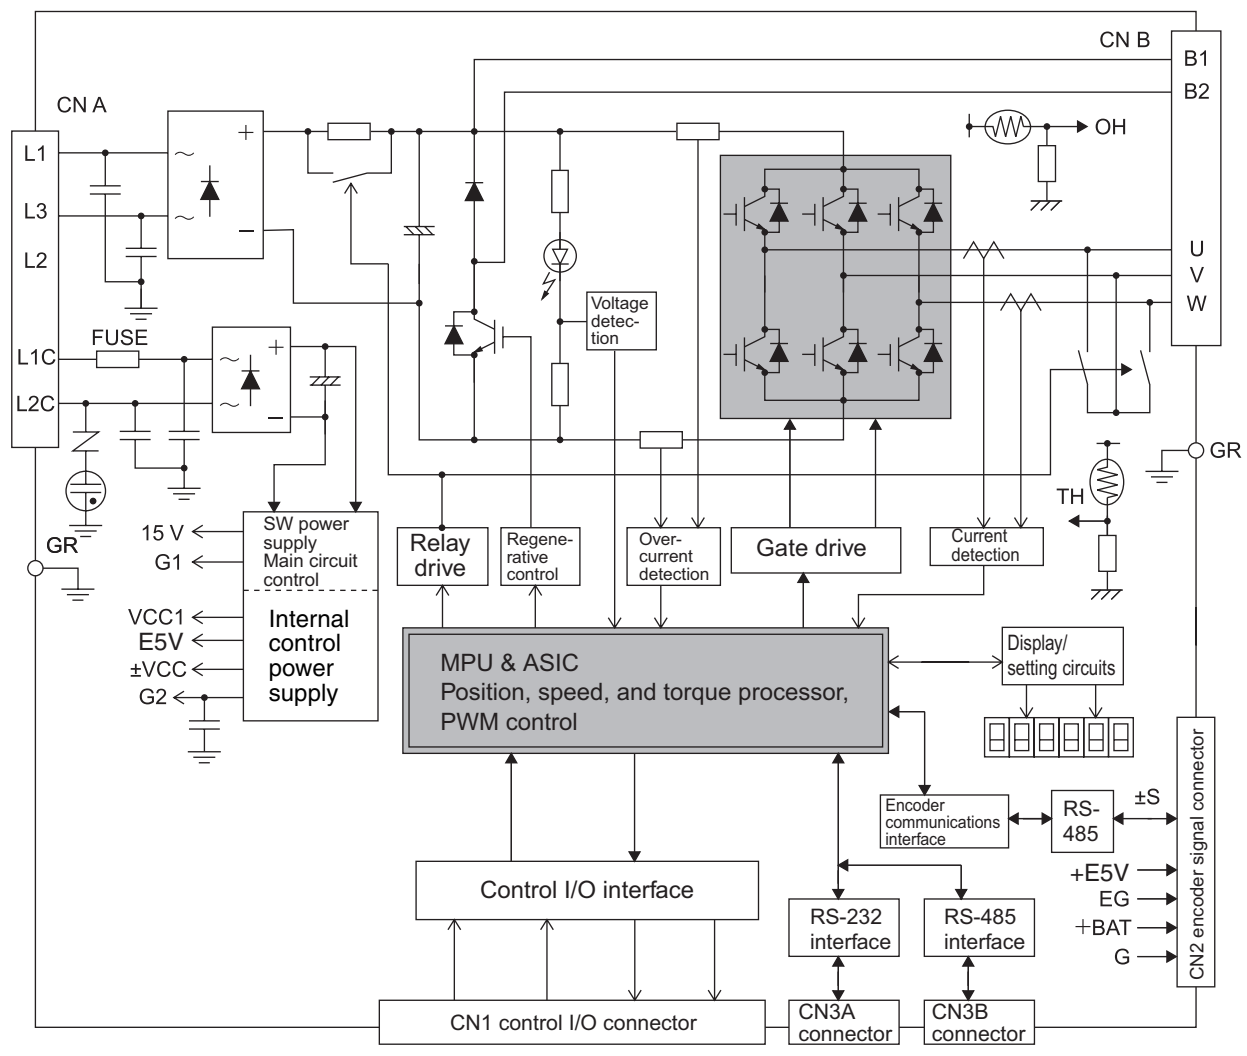 CN B
B1
B2
CN A
+
OH
L1
~
L3
~
−
L2
U
V
W
Voltage
detec-
tion
FUSE
L1C
~
+
L2C
~
−
GR
TH
15 V
G1
GR
SW power
supply
Main circuit
control
Relay
drive
Regene-
rative
control
Over-
current
detection
Gate drive
Current
detection
VCC1
E5V
±VCC
G2
Internal
control
power
supply
MPU & ASIC
Position, speed, and torque processor,
PWM control
Display/
setting circuits
Encoder
communications
interface
RS-
485
±S
+E5V
EG
+BAT
G
CN2 encoder signal connector
Control I/O interface
RS-232
interface
RS-485
interface
CN1 control I/O connector
CN3A
connector
CN3B
connector